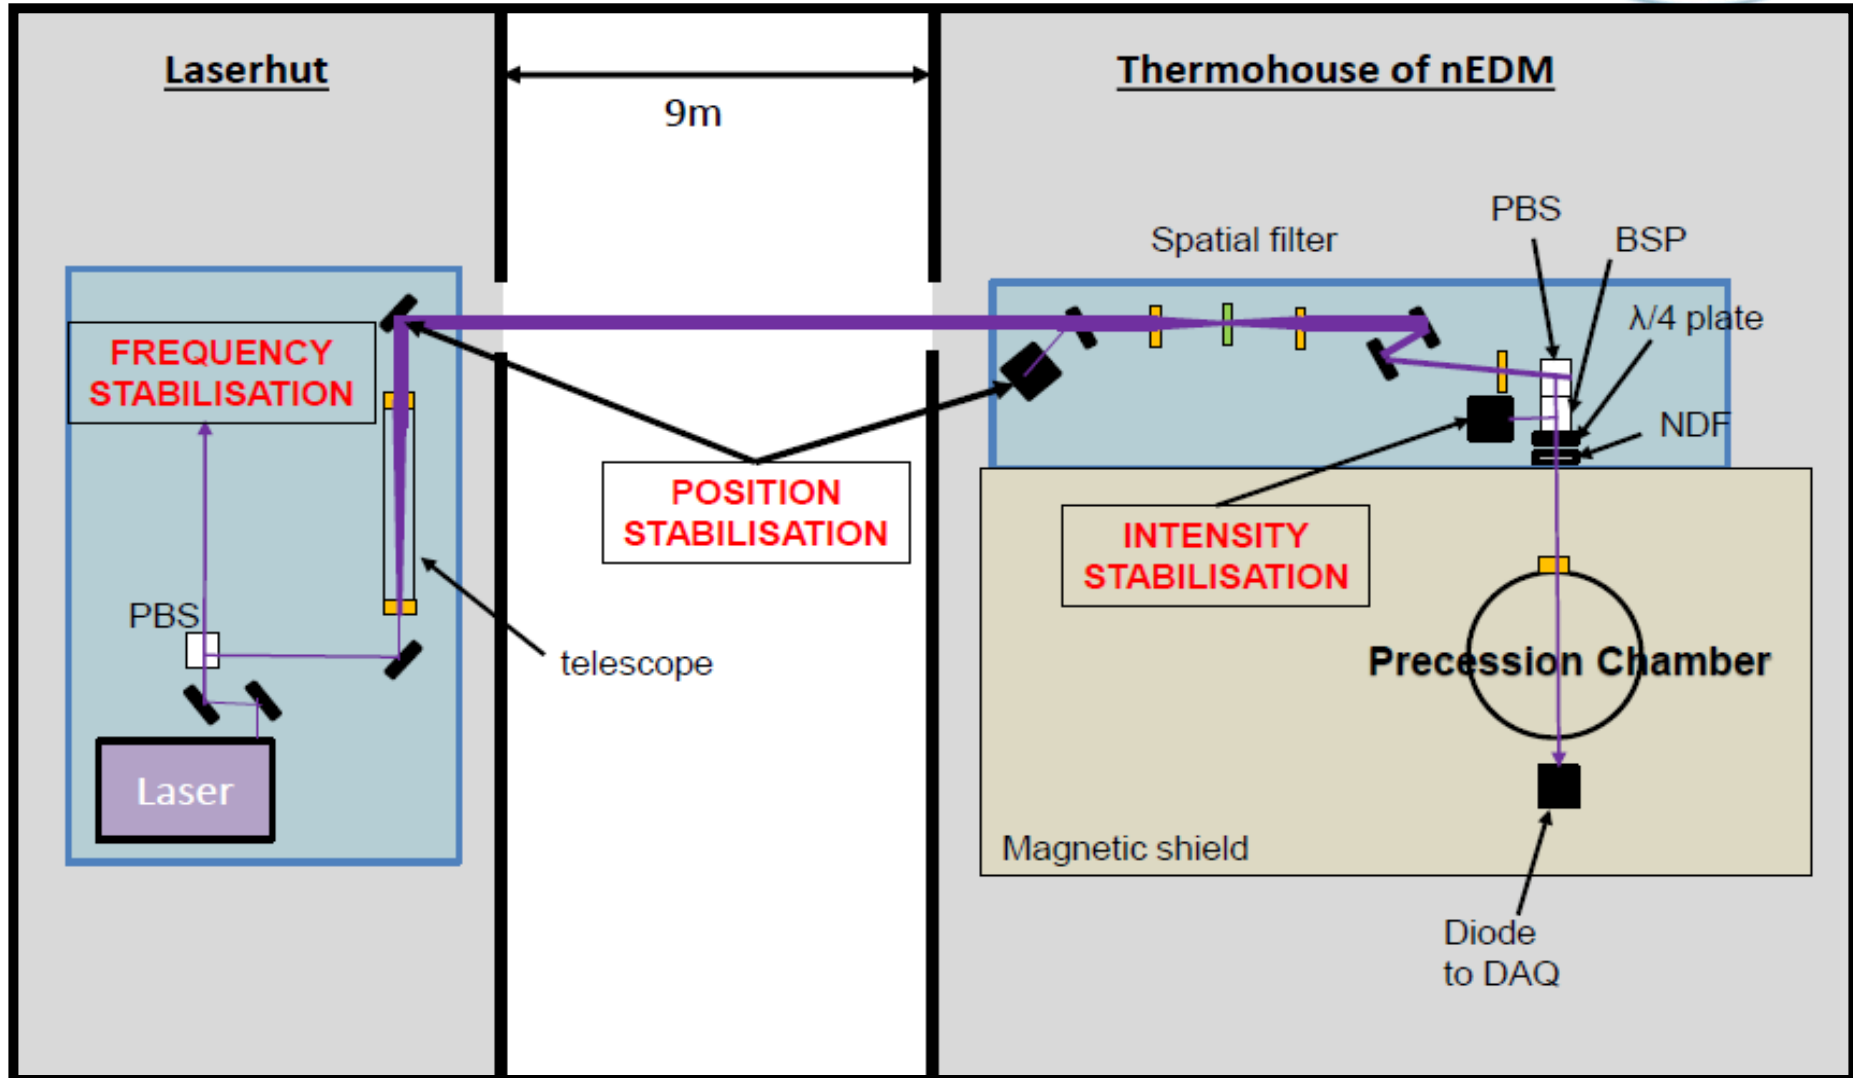 Laserhut
Thermohouse of nEDM
9m
PBS
Spatial filter
BSP
λ/4 plate
FREQUENCY
STABILISATION
NDF
POSITION
STABILISATION
INTENSITY
STABILISATION
PBS
telescope
Precession Chamber
Laser
Magnetic shield
Diode
to DAQ